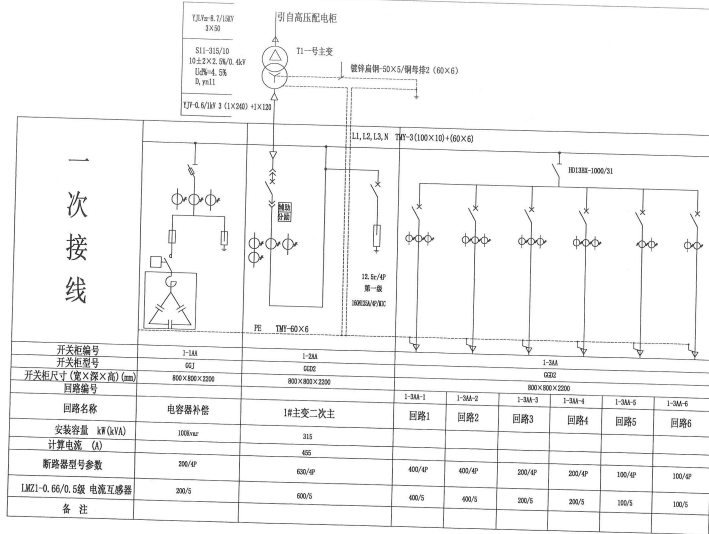 YJLVzz-8.7/15KV
3×50
引自高压配电柜
S11-315/10
10±2×2.5%/0.4kV
Ud%=4.5%
D,yn11
T1一号主变
镀锌扁钢-50×5/铜母排2 (60×6)
YJV-0.6/1kV 3 (1×240) +1×120
L1,L2,L3,N TMY-3(100×10)+(60×6)
HD13BX-1000/31
辅助
分励
12.5r/4P
第一级
PE TMY-60×6
一次接线
开关柜编号 1-1AA 1-2AA 1-3AA
开关柜型号 GGJ GGD2 GGD2
开关柜尺寸(宽×深×高)(mm) 800×800×2200 800×800×2200 800×800×2200
回路编号 1-3AA-1 1-3AA-2 1-3AA-3 1-3AA-4 1-3AA-5 1-3AA-6
回路名称 电容器补偿 1#主变二次主 回路1 回路2 回路3 回路4 回路5 回路6
安装容量 kW(kVA) 100Kvar 315
计算电流 (A) 455
断路器型号参数 200/4P 630/4P 400/4P 400/4P 200/4P 200/4P 100/4P 100/4P
LMZ1-0.66/0.5级 电流互感器 200/5 600/5 400/5 400/5 200/5 200/5 100/5 100/5
备 注